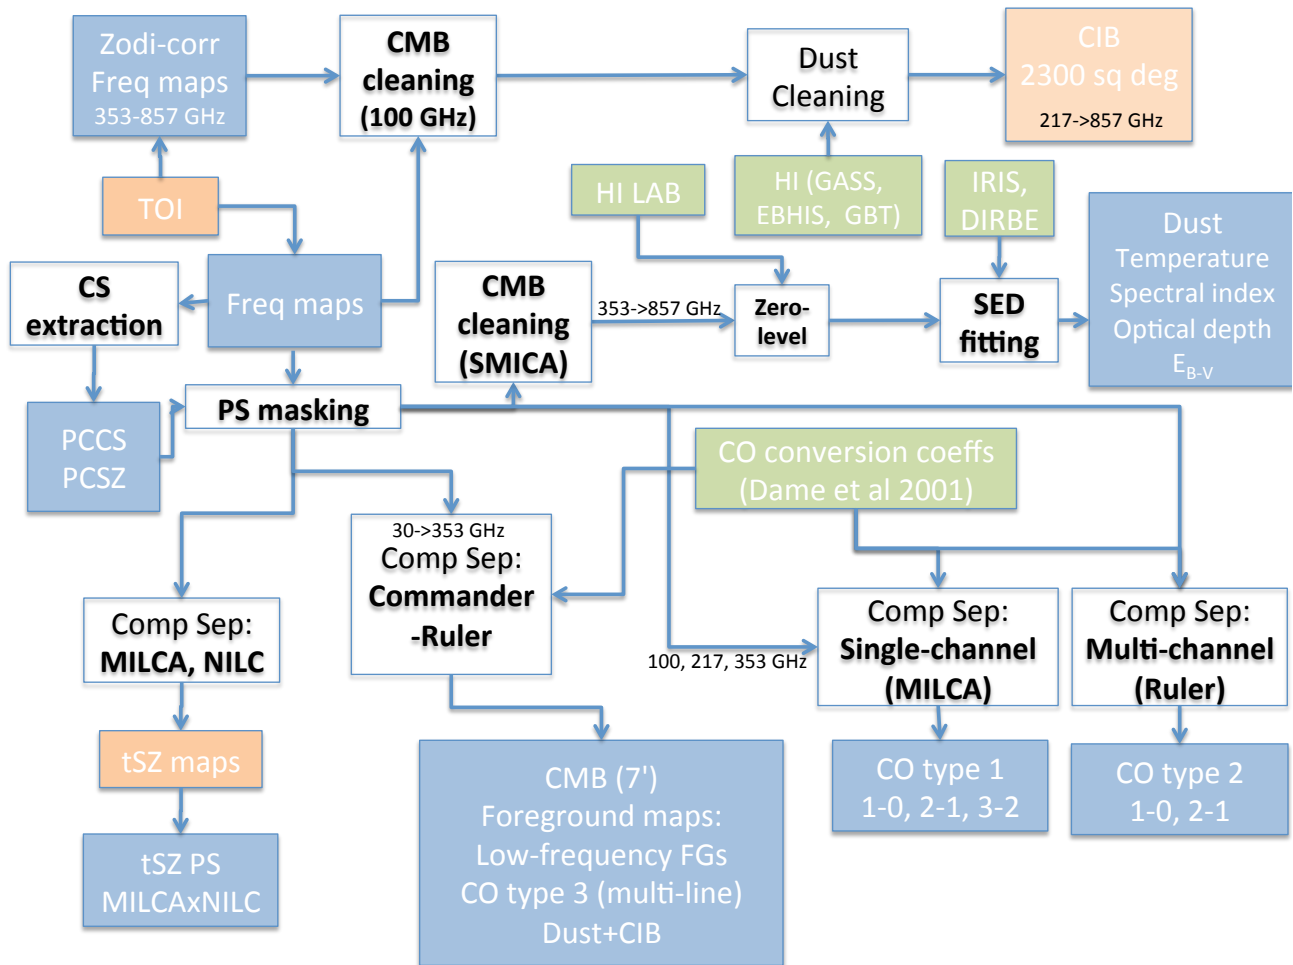 Zodi-corr
Freq maps
353-857 GHz
CMB
cleaning
(100 GHz)
Dust
Cleaning
CIB
2300 sq deg
217->857 GHz
TOI
HI LAB
HI (GASS,
EBHIS, GBT)
IRIS,
DIRBE
Dust
Temperature
Spectral index
Optical depth
E_B-V
CS
extraction
Freq maps
CMB
cleaning
(SMICA)
353->857 GHz
Zero-
level
SED
fitting
PS masking
PCCS
PCSZ
CO conversion coeffs
(Dame et al 2001)
30->353 GHz
Comp Sep:
Commander
-Ruler
Comp Sep:
MILCA, NILC
100, 217, 353 GHz
Comp Sep:
Single-channel
(MILCA)
Comp Sep:
Multi-channel
(Ruler)
tSZ maps
CMB (7')
Foreground maps:
Low-frequency FGs
CO type 3 (multi-line)
Dust+CIB
CO type 1
1-0, 2-1, 3-2
CO type 2
1-0, 2-1
tSZ PS
MILCAxNILC